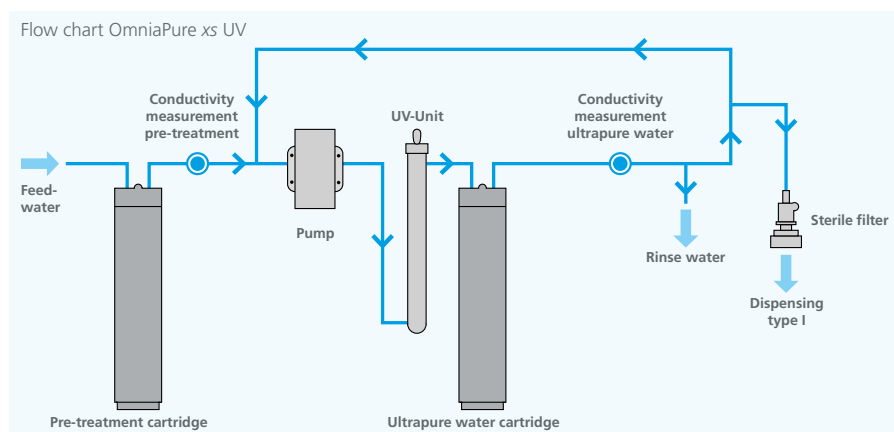 Flow chart OmniaPure xs UV
Conductivity
measurement
pre-treatment
UV-Unit
Conductivity
measurement
ultrapure water
Feed-
water
Pump
Rinse water
Sterile filter
Dispensing
type I
Pre-treatment cartridge
Ultrapure water cartridge